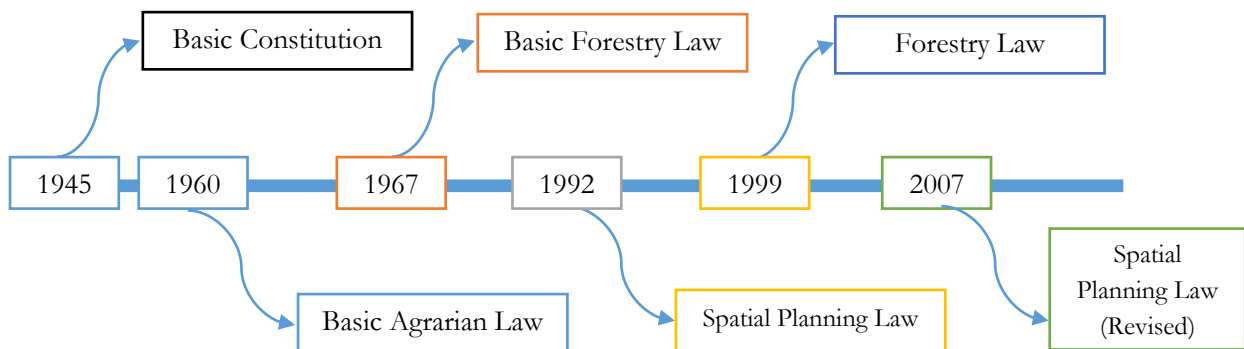 Basic Constitution
Basic Forestry Law
Forestry Law
1945
1960
1967
1992
1999
2007
Basic Agrarian Law
Spatial Planning Law
Spatial
Planning Law
(Revised)